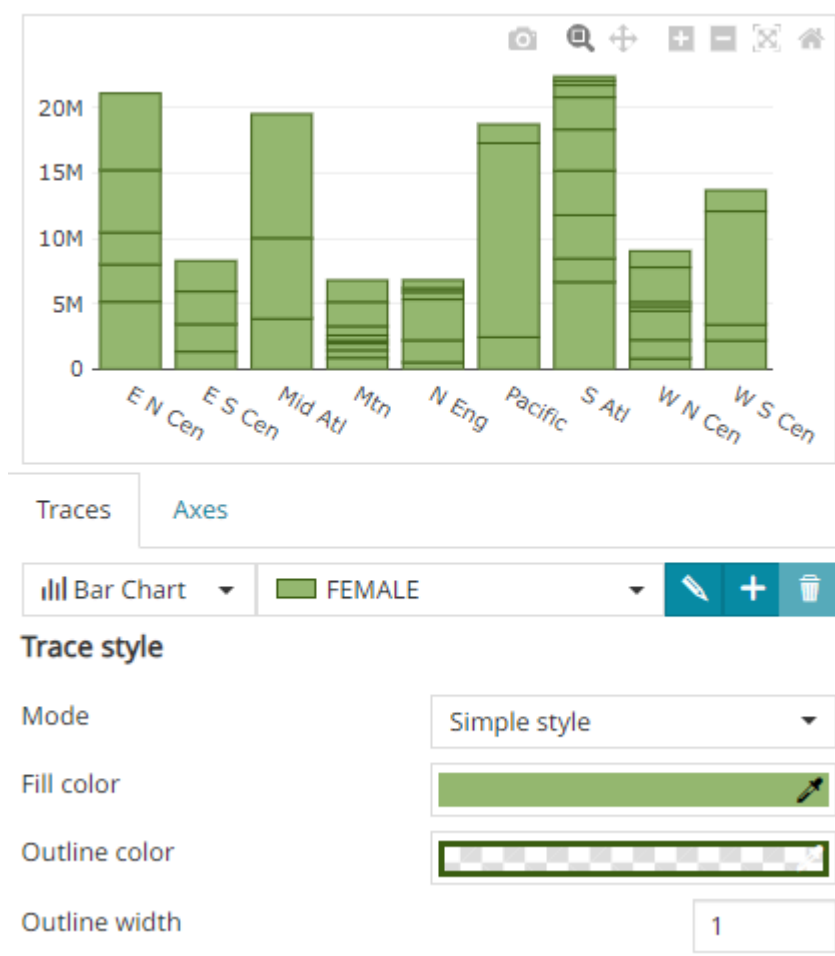 20M
15M
10M
5M
0
E N Cen
E S Cen
Mid Atl
Mtn
N Eng
Pacific
S Atl
W N Cen
W S Cen
Traces Axes
Bar Chart FEMALE
Trace style
Mode Simple style
Fill color
Outline color
Outline width 1